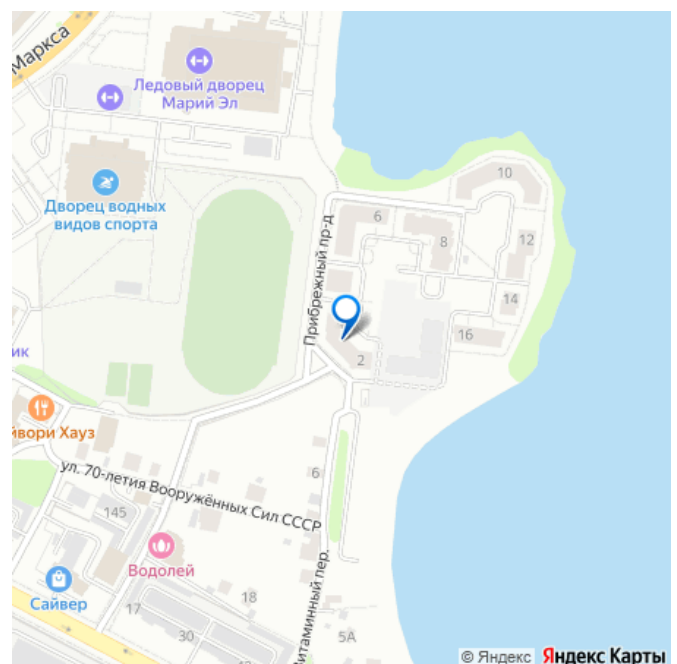 Маркса
Ледовый дворец
Марий Эл
Дворец водных
видов спорта
10
6
8
12
14
16
2
Прибрежный пр-д
ик
йвори Хауз
ул. 70-летия Вооружённых Сил СССР
6
145
Водолей
Сайвер
17
18
30
5А
Витаминный пер.
© Яндекс Яндекс Карты